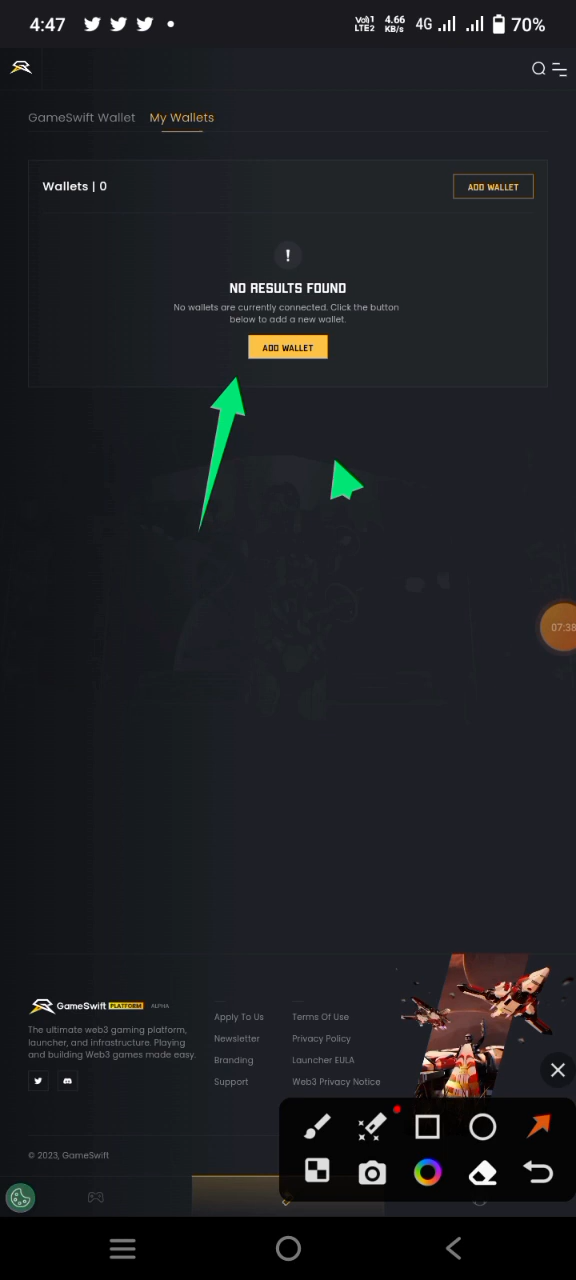 4:47
Vo))1
LTE2
4.66
KB/s
4G
70%
GameSwift Wallet My Wallets
Wallets | 0
ADD WALLET
!
NO RESULTS FOUND
No wallets are currently connected. Click the button
below to add a new wallet.
ADD WALLET
07:38
GameSwift PLATFORM ALPHA
The ultimate web3 gaming platform,
launcher, and infrastructure. Playing
and building Web3 games made easy.
Apply To Us
Newsletter
Branding
Support
Terms Of Use
Privacy Policy
Launcher EULA
Web3 Privacy Notice
© 2023, GameSwift